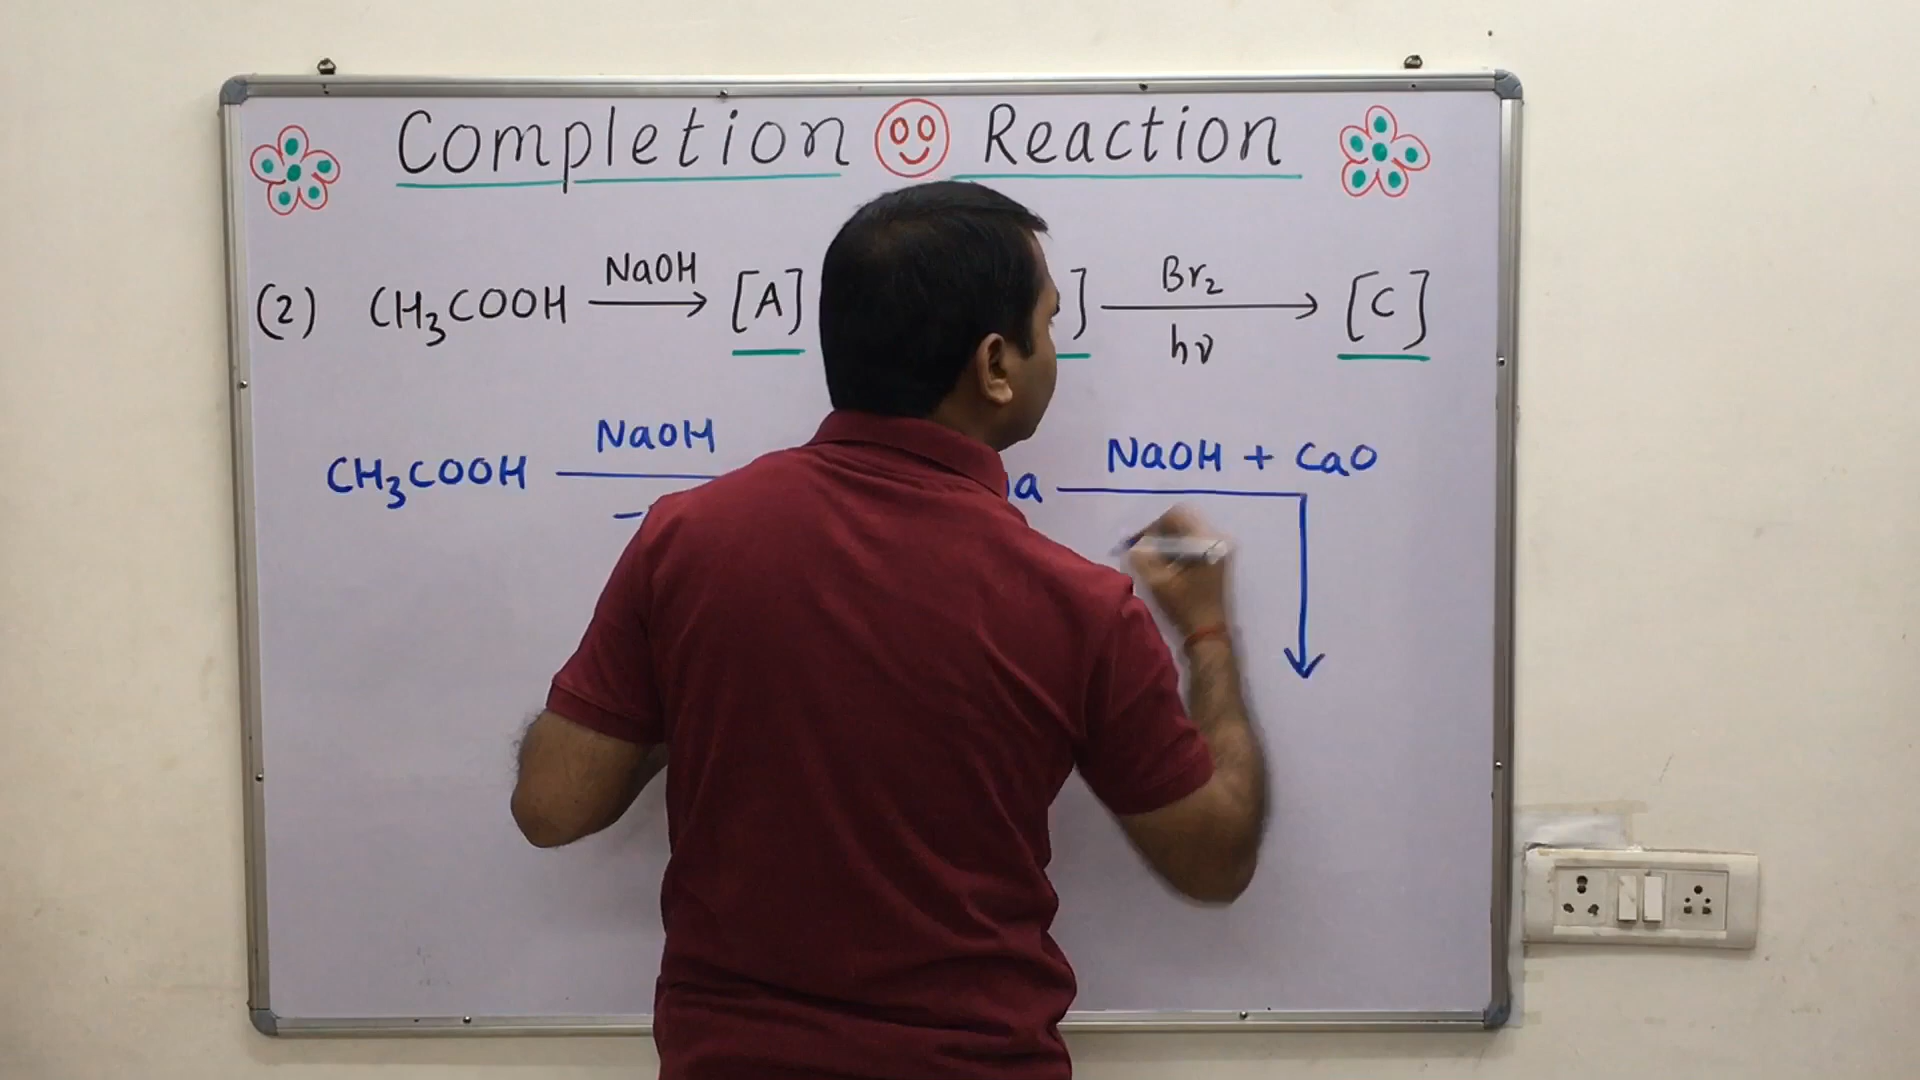 Completion Reaction
(2) CH₃COOH NaOH → [A] ] Br₂ hν → [C]
CH₃COOH NaOH a NaOH + CaO